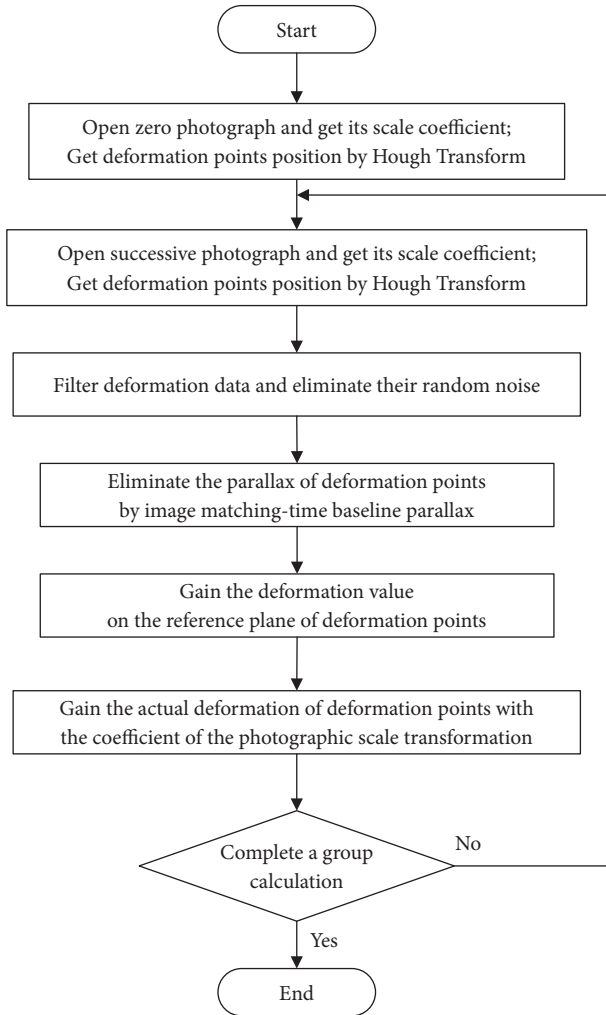 Start
Open zero photograph and get its scale coefficient;
Get deformation points position by Hough Transform
Open successive photograph and get its scale coefficient;
Get deformation points position by Hough Transform
Filter deformation data and eliminate their random noise
Eliminate the parallax of deformation points
by image matching-time baseline parallax
Gain the deformation value
on the reference plane of deformation points
Gain the actual deformation of deformation points with
the coefficient of the photographic scale transformation
Complete a group
calculation
No
Yes
End